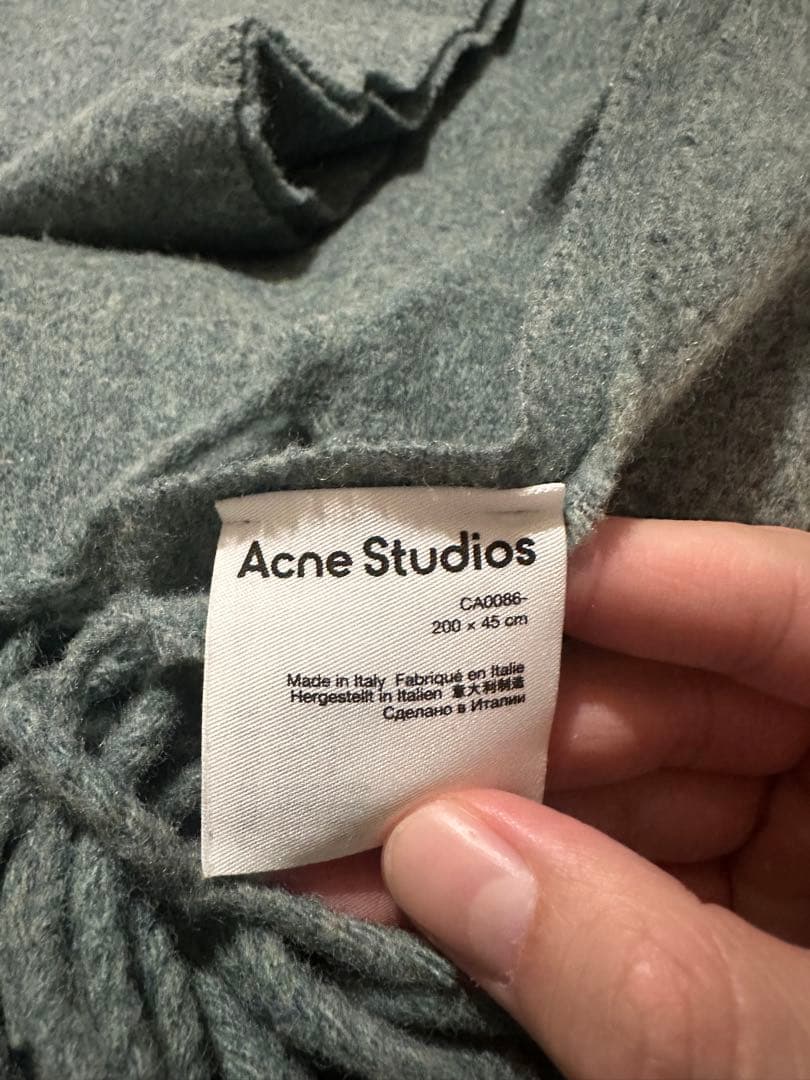 Acne Studios
CA0086-
200 × 45 cm
Made in Italy Fabriqué en Italie
Hergestellt in Italien 意大利制造
Сделано в Италии